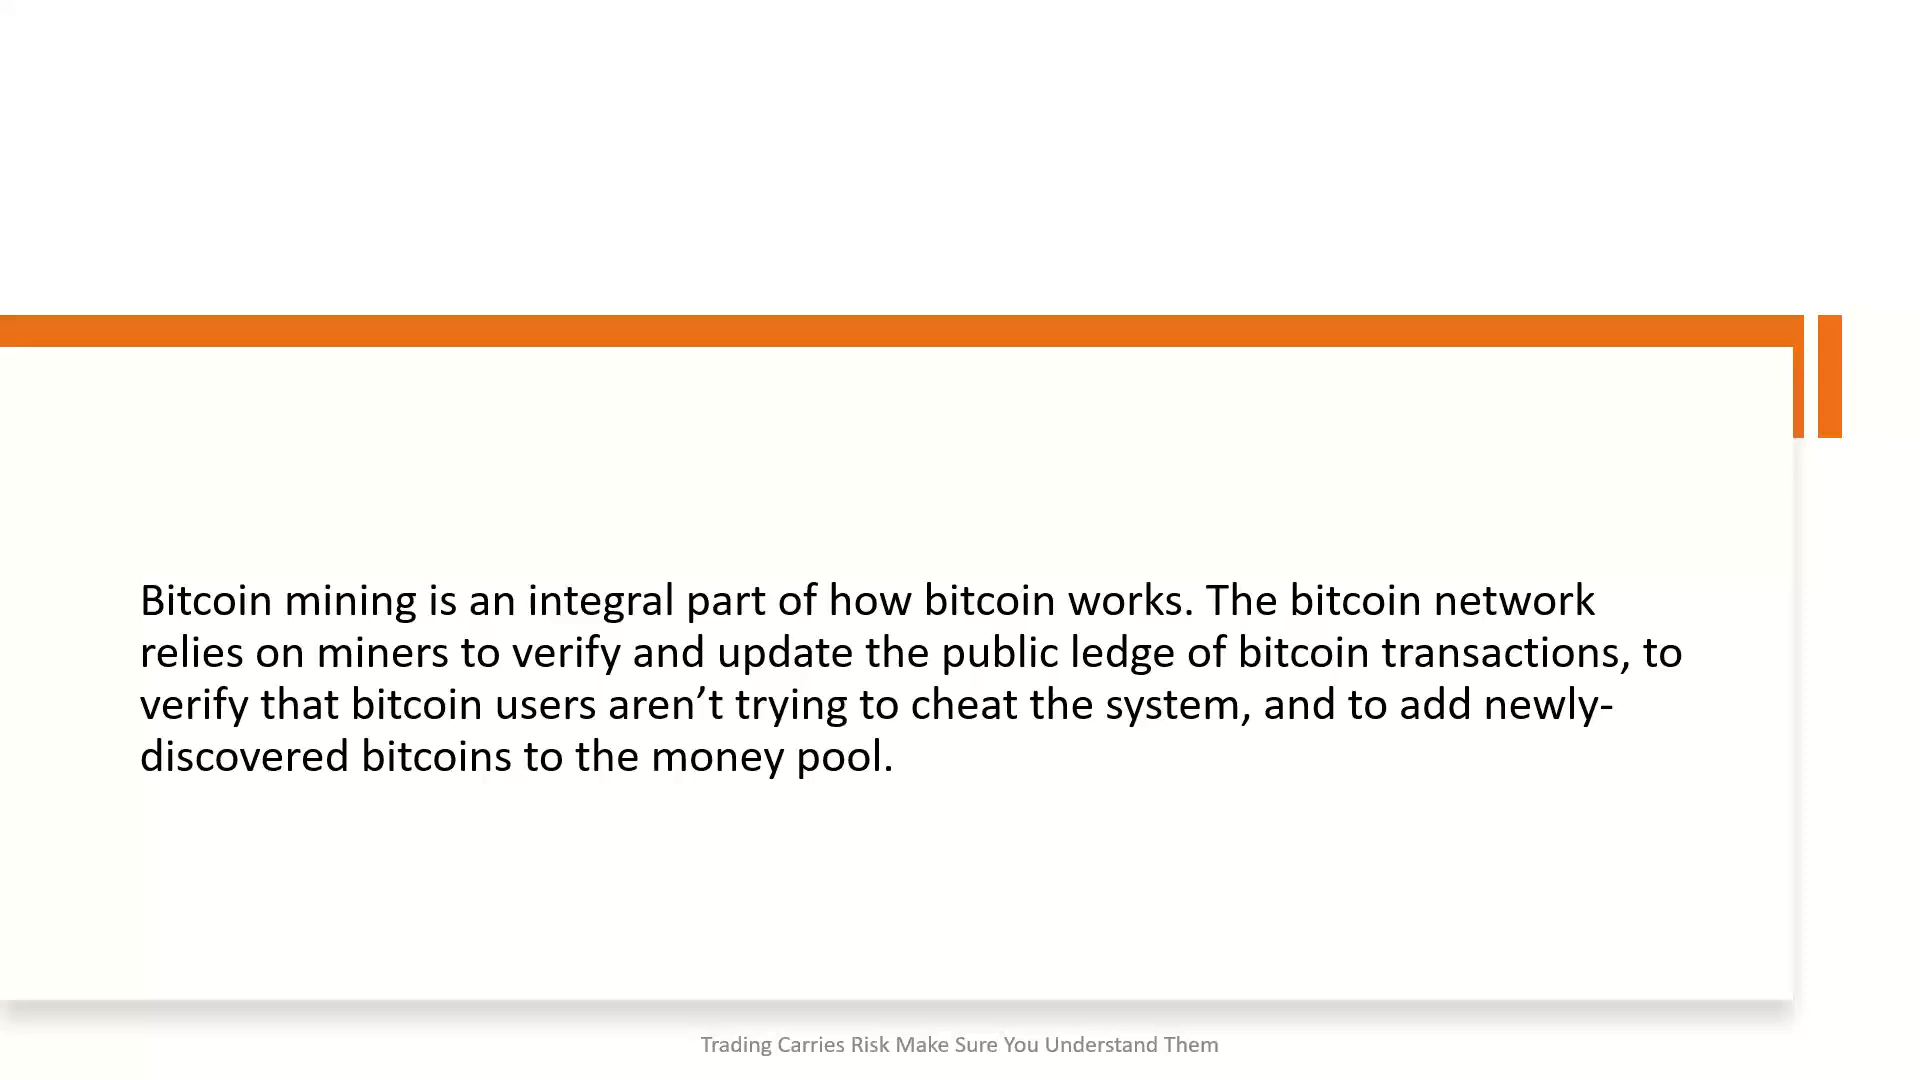 Bitcoin mining is an integral part of how bitcoin works. The bitcoin network
relies on miners to verify and update the public ledge of bitcoin transactions, to
verify that bitcoin users aren’t trying to cheat the system, and to add newly-
discovered bitcoins to the money pool.
Trading Carries Risk Make Sure You Understand Them